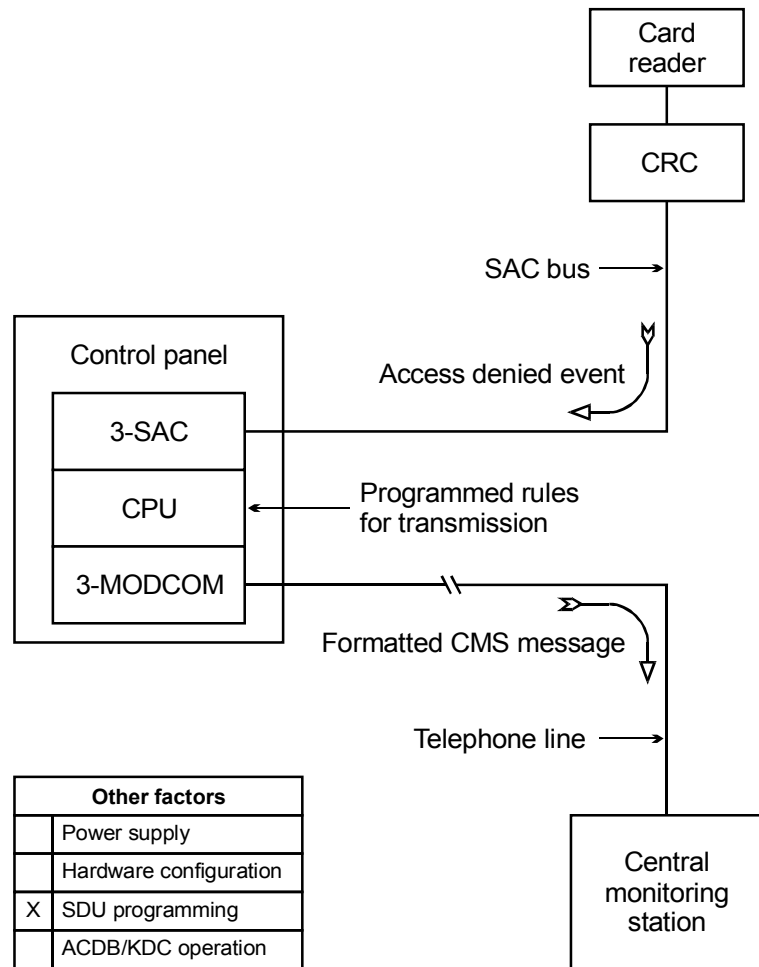 Card
reader
CRC
SAC bus
Control panel
Access denied event
3-SAC
CPU
Programmed rules
for transmission
3-MODCOM
Formatted CMS message
Telephone line
Other factors
Power supply
Hardware configuration
X SDU programming
ACDB/KDC operation
Central
monitoring
station